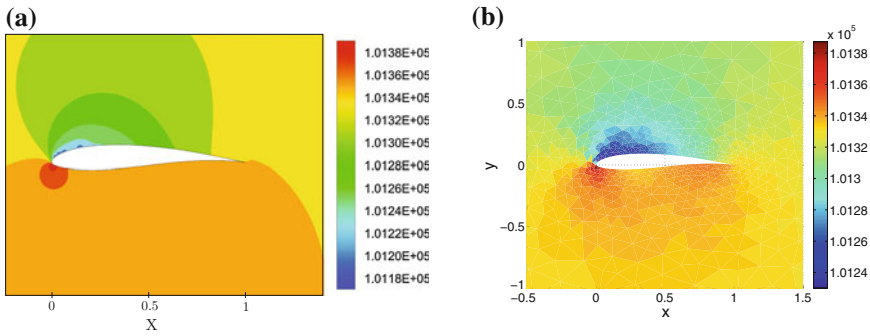 (a)
1.0138E+05
1.0136E+05
1.0134E+05
1.0132E+05
1.0130E+05
1.0128E+05
1.0126E+05
1.0124E+05
1.0122E+05
1.0120E+05
1.0118E+05
0 0.5 1
X
(b)
x 10⁵
1
0.5
0
−0.5
−1
y
−0.5 0 0.5 1 1.5
x
1.0138
1.0136
1.0134
1.0132
1.013
1.0128
1.0126
1.0124